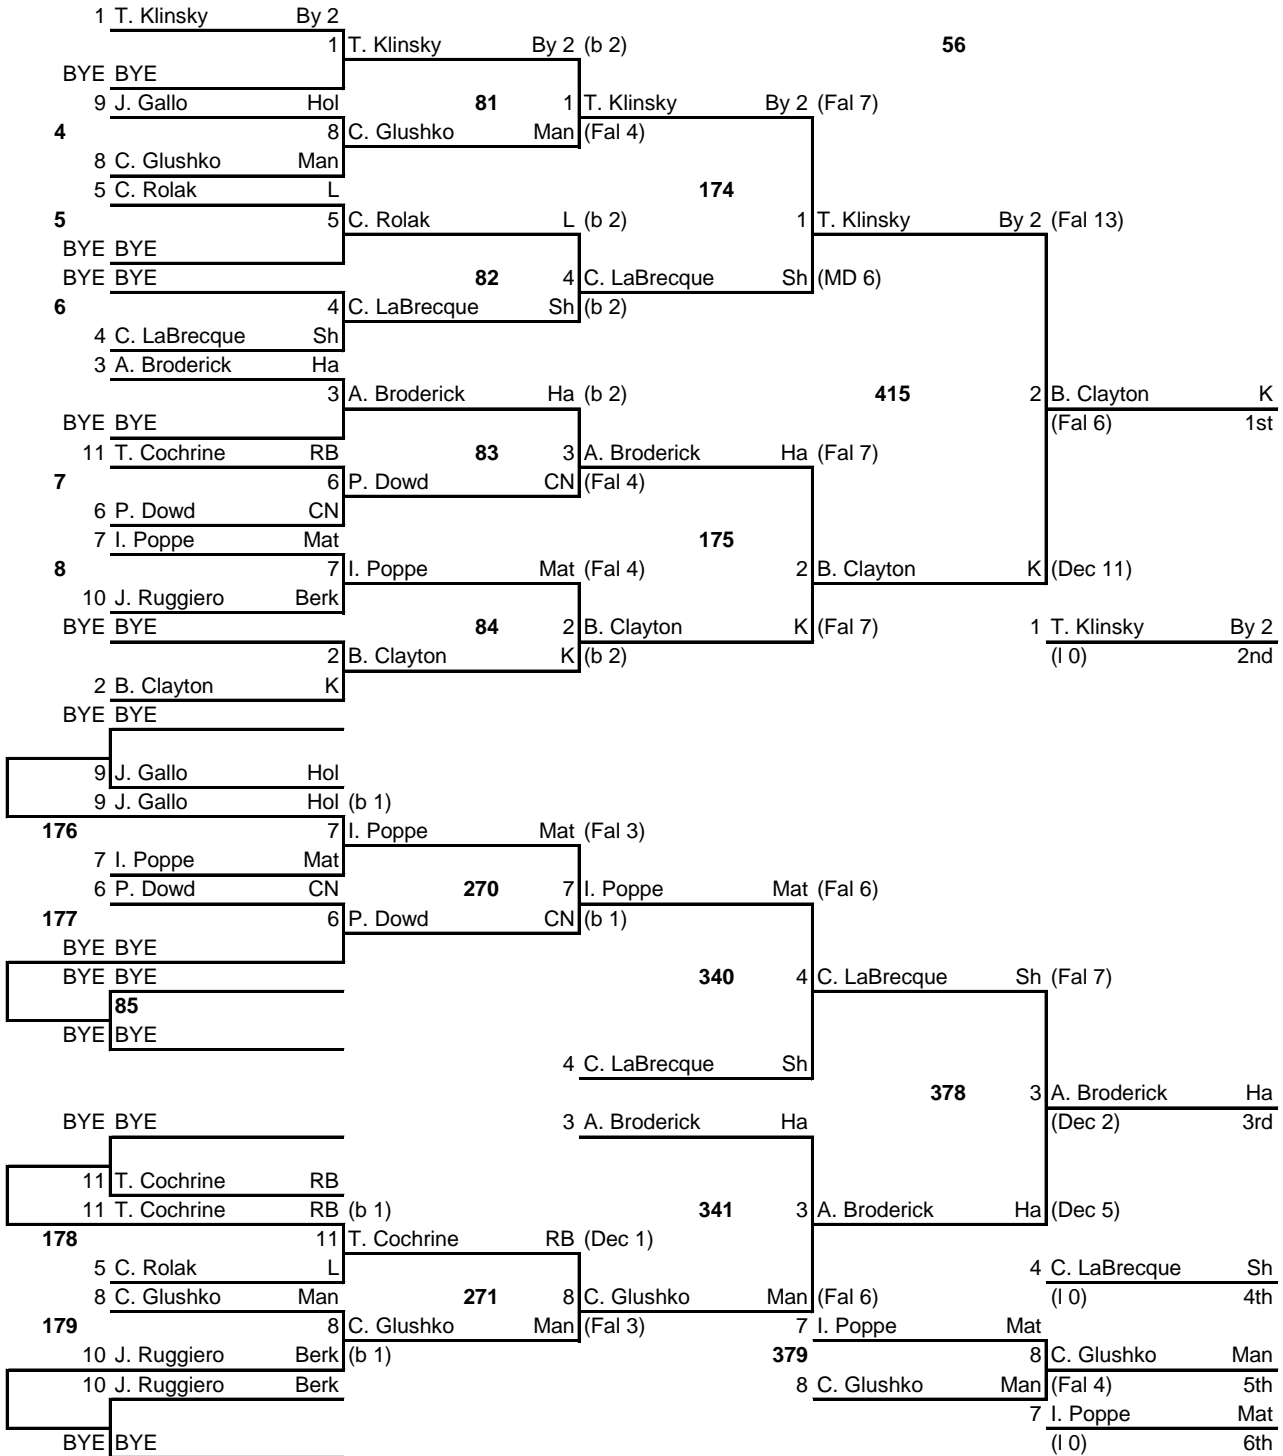 1 T. Klinsky By 2
1 T. Klinsky By 2 (b 2) 56
BYE BYE
9 J. Gallo Hol 81 1 T. Klinsky By 2 (Fal 7)
4 8 C. Glushko Man (Fal 4)
8 C. Glushko Man
5 C. Rolak L 174
5 5 C. Rolak L (b 2) 1 T. Klinsky By 2 (Fal 13)
BYE BYE
BYE BYE 82 4 C. LaBrecque Sh (MD 6)
6 4 C. LaBrecque Sh (b 2)
4 C. LaBrecque Sh
3 A. Broderick Ha
3 A. Broderick Ha (b 2) 415 2 B. Clayton K
BYE BYE (Fal 6) 1st
11 T. Cochrine RB 83 3 A. Broderick Ha (Fal 7)
7 6 P. Dowd CN (Fal 4)
6 P. Dowd CN
7 I. Poppe Mat 175
8 7 I. Poppe Mat (Fal 4) 2 B. Clayton K (Dec 11)
10 J. Ruggiero Berk
BYE BYE 84 2 B. Clayton K (Fal 7) 1 T. Klinsky By 2
2 B. Clayton K (b 2) (l 0) 2nd
2 B. Clayton K
BYE BYE
9 J. Gallo Hol
9 J. Gallo Hol (b 1)
176 7 I. Poppe Mat (Fal 3)
7 I. Poppe Mat
6 P. Dowd CN 270 7 I. Poppe Mat (Fal 6)
177 6 P. Dowd CN (b 1)
BYE BYE
BYE BYE 340 4 C. LaBrecque Sh (Fal 7)
85
BYE BYE
4 C. LaBrecque Sh
378 3 A. Broderick Ha
BYE BYE 3 A. Broderick Ha (Dec 2) 3rd
11 T. Cochrine RB
11 T. Cochrine RB (b 1) 341 3 A. Broderick Ha (Dec 5)
178 11 T. Cochrine RB (Dec 1)
5 C. Rolak L 4 C. LaBrecque Sh
8 C. Glushko Man 271 8 C. Glushko Man (Fal 6) (l 0) 4th
179 8 C. Glushko Man (Fal 3) 7 I. Poppe Mat
10 J. Ruggiero Berk (b 1) 379 8 C. Glushko Man
10 J. Ruggiero Berk 8 C. Glushko Man (Fal 4) 5th
7 I. Poppe Mat
BYE BYE (l 0) 6th